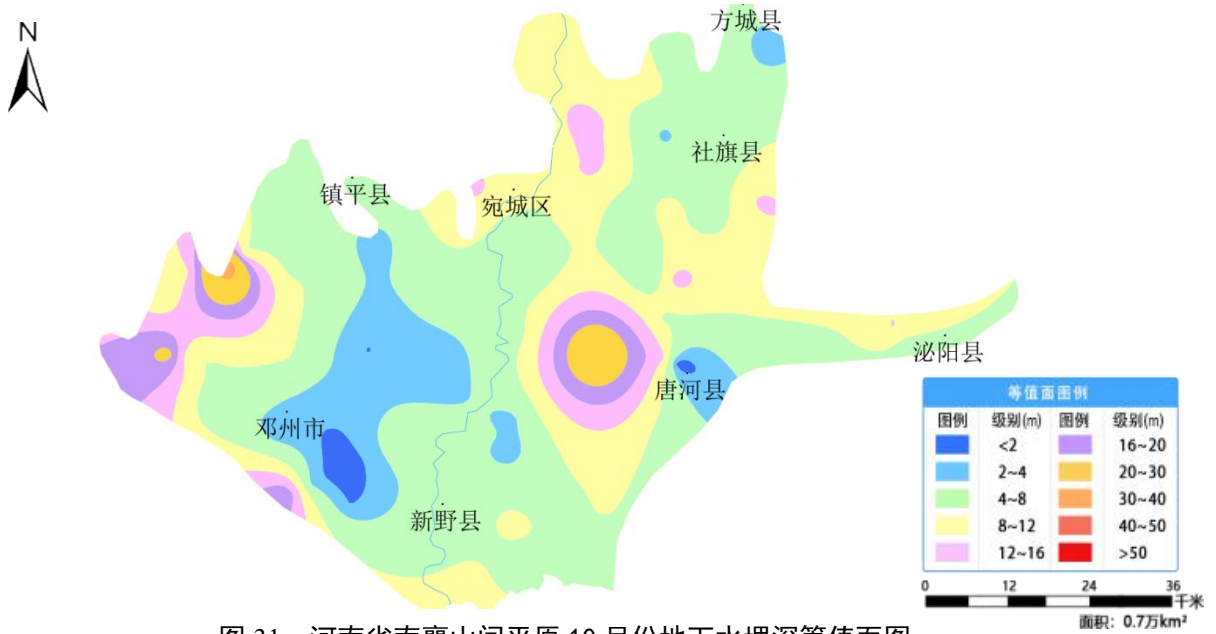 N
方城县
社旗县
镇平县
宛城区
泌阳县
唐河县
邓州市
新野县
等值面图例
图例 级别(m) 图例 级别(m)
<2 16~20
2~4 20~30
4~8 30~40
8~12 40~50
12~16 >50
0 12 24 36
千米
面积：0.7万km²
图 31 河南省南襄山间平原 10 月份地下水埋深等值面图